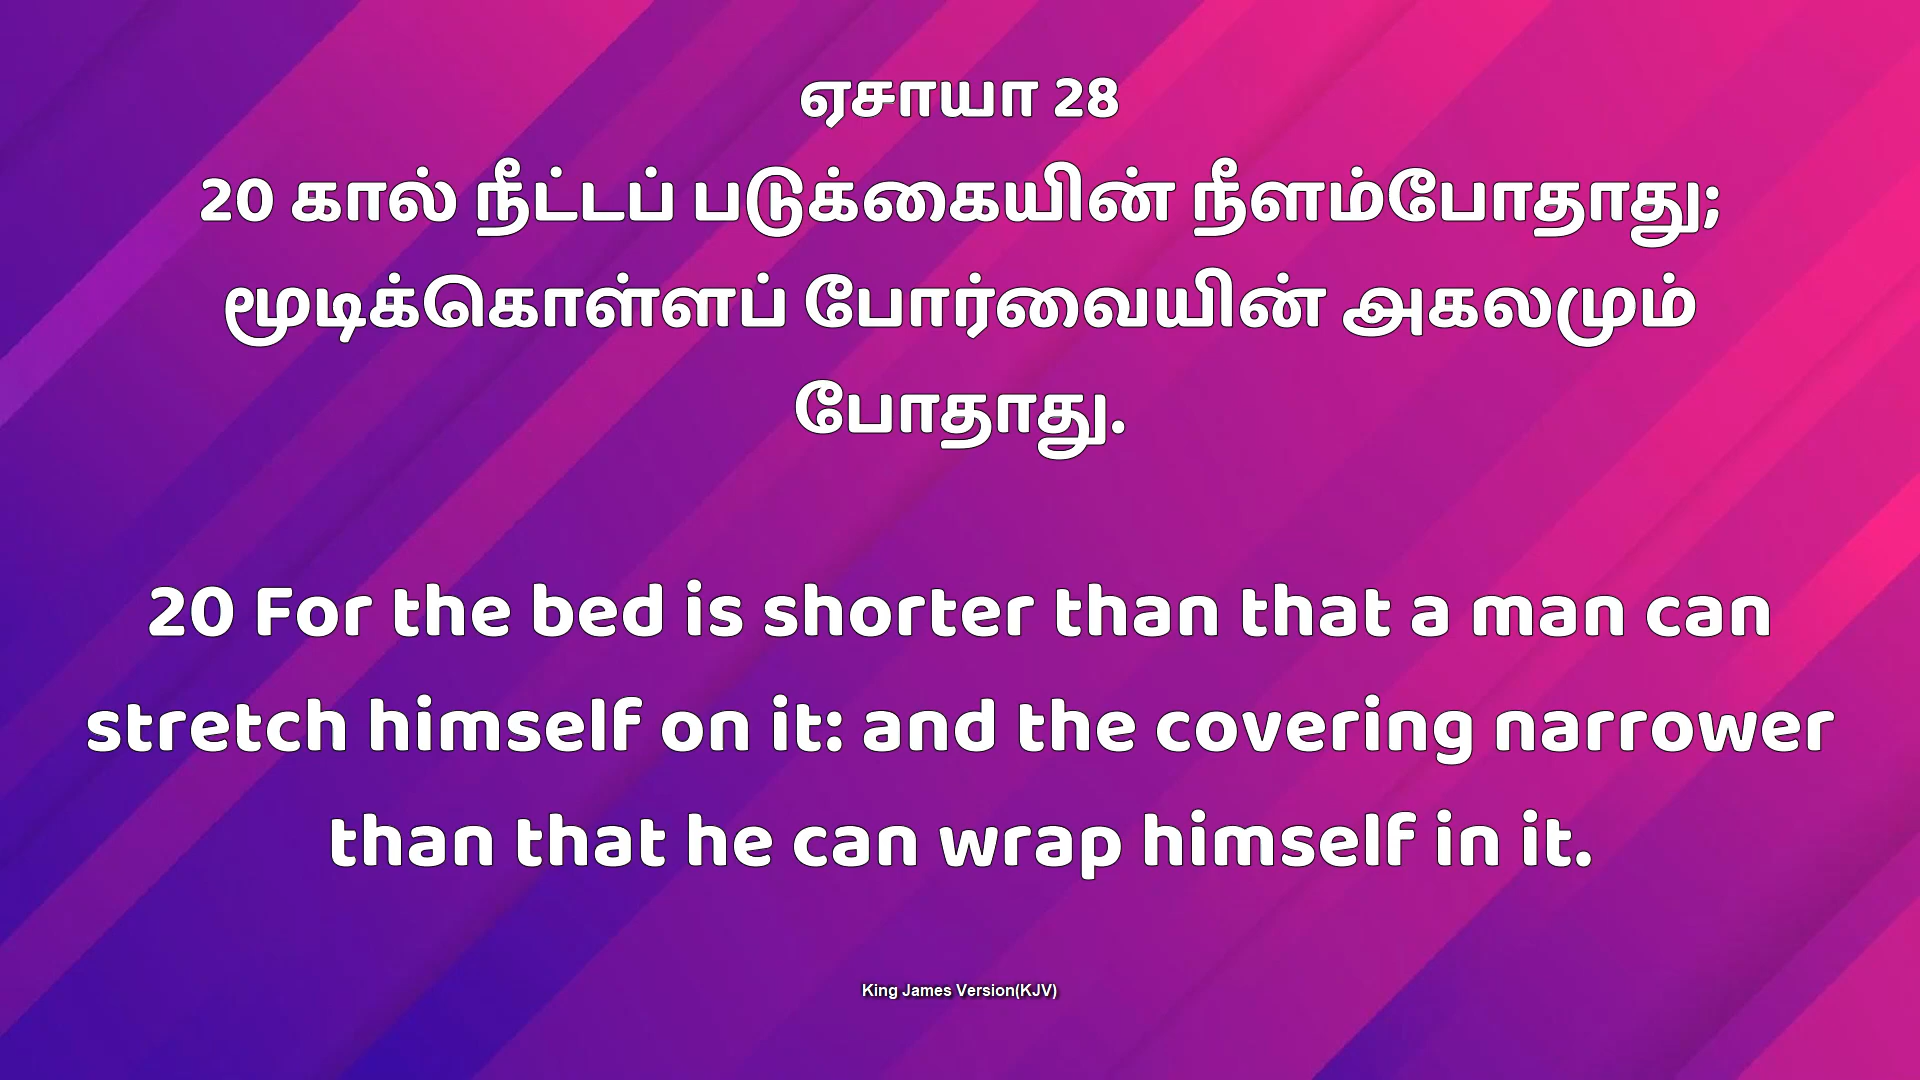 ஏசாயா 28
20 கால் நீட்டப் படுக்கையின் நீளம்போதாது;
மூடிக்கொள்ளப் போர்வையின் அகலமும்
போதாது.
20 For the bed is shorter than that a man can
stretch himself on it: and the covering narrower
than that he can wrap himself in it.
King James Version(KJV)